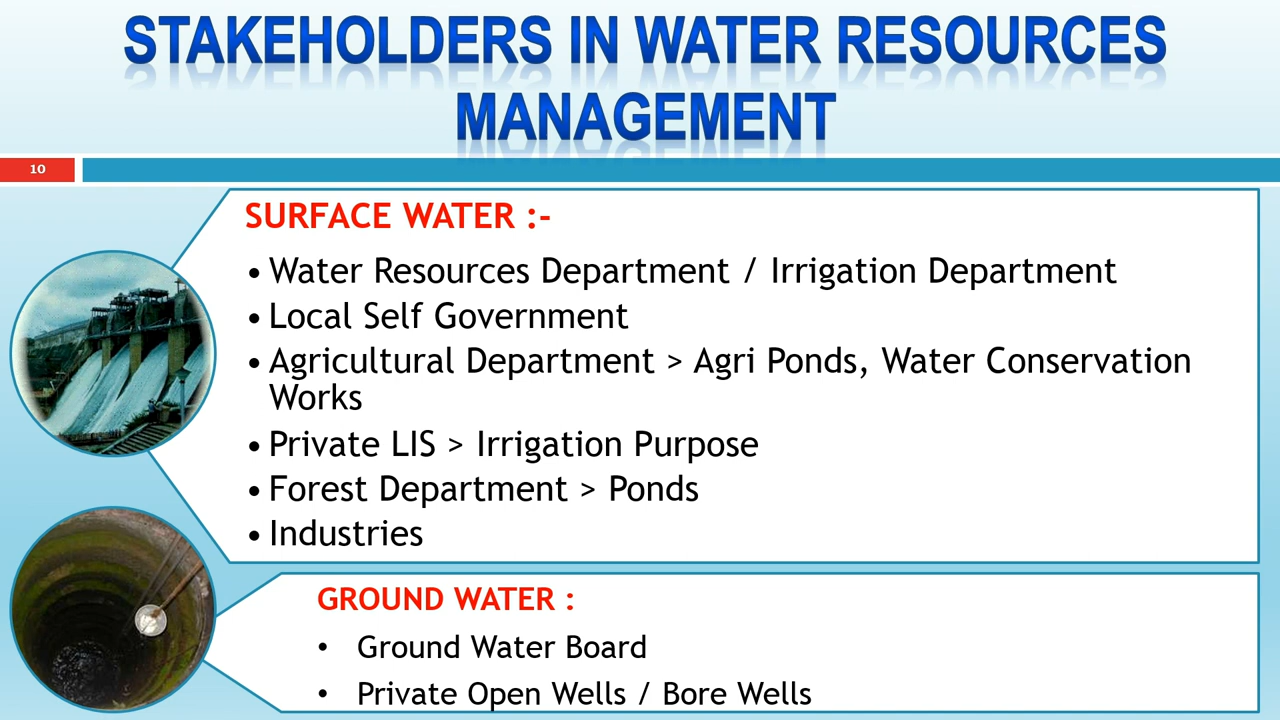 STAKEHOLDERS IN WATER RESOURCES
MANAGEMENT
10
SURFACE WATER :-
• Water Resources Department / Irrigation Department
• Local Self Government
• Agricultural Department > Agri Ponds, Water Conservation
Works
• Private LIS > Irrigation Purpose
• Forest Department > Ponds
• Industries
GROUND WATER :
• Ground Water Board
• Private Open Wells / Bore Wells